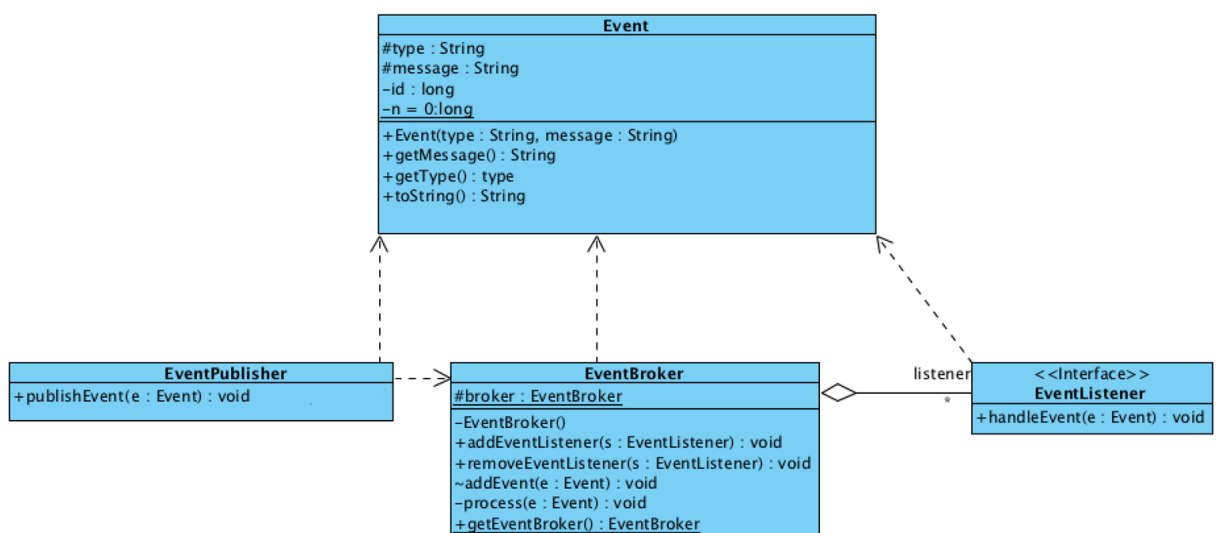 Event
#type : String
#message : String
-id : long
-n = 0:long
+Event(type : String, message : String)
+getMessage() : String
+getType() : type
+toString() : String
EventPublisher
+publishEvent(e : Event) : void
EventBroker
#broker : EventBroker
-EventBroker()
+addEventListener(s : EventListener) : void
+removeEventListener(s : EventListener) : void
~addEvent(e : Event) : void
-process(e : Event) : void
+getEventBroker() : EventBroker
listener
*
<<Interface>>
EventListener
+handleEvent(e : Event) : void